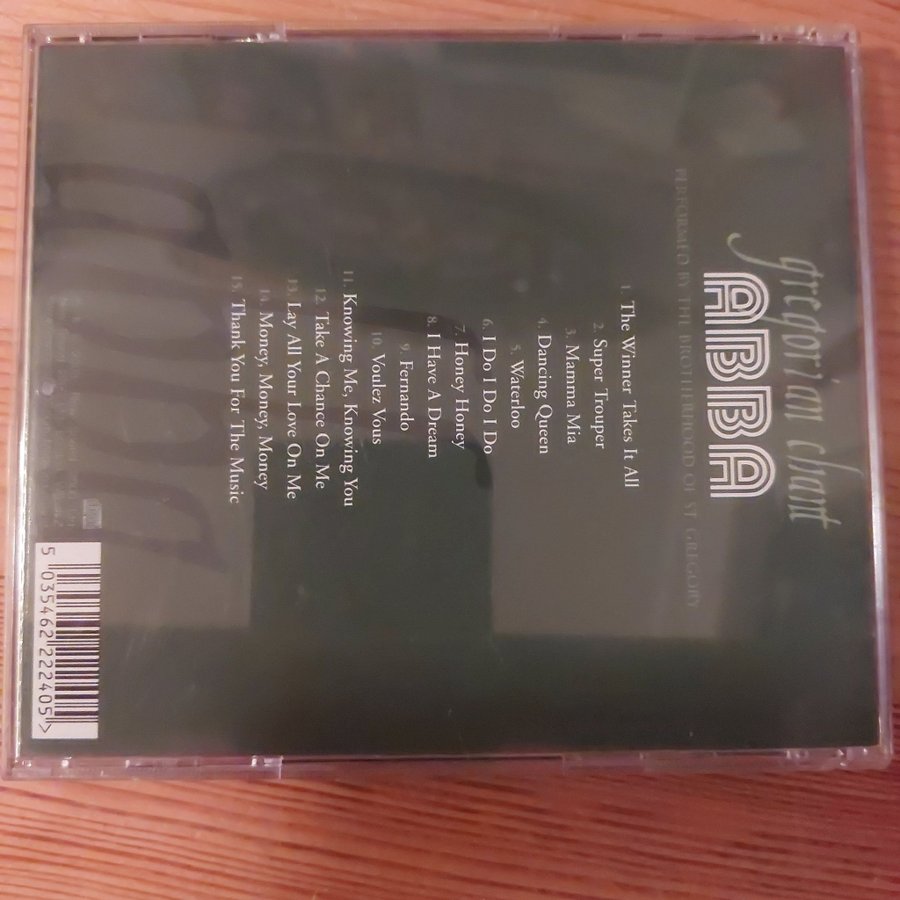 gregorian chant
ABBA
PERFORMED BY THE BROTHERHOOD OF ST. GREGORY
1. The Winner Takes It All
2. Super Trouper
3. Mamma Mia
4. Dancing Queen
5. Waterloo
6. I Do I Do I Do
7. Honey Honey
8. I Have A Dream
9. Fernando
10. Voulez Vous
11. Knowing Me, Knowing You
12. Take A Chance On Me
13. Lay All Your Love On Me
14. Money, Money, Money
15. Thank You For The Music
5 035462 222405 >